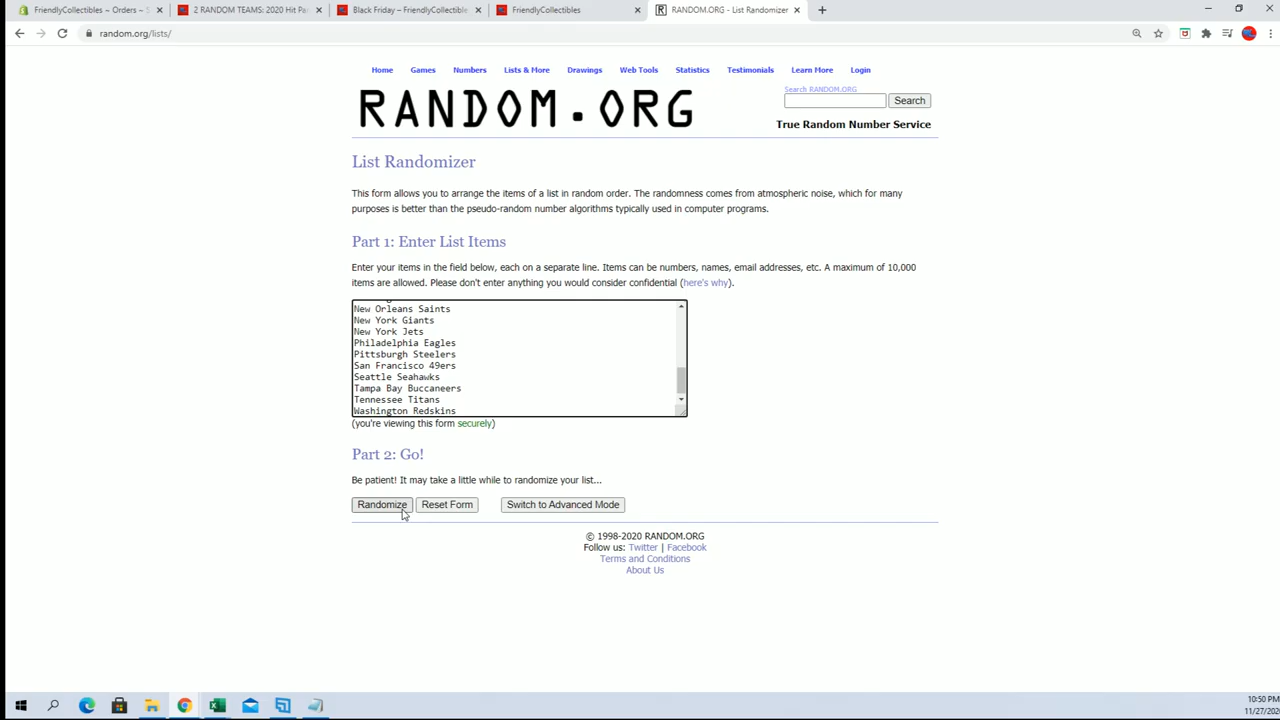 FriendlyCollectibles ~ Orders ~ S
2 RANDOM TEAMS: 2020 Hit Pa
Black Friday – FriendlyCollectible
FriendlyCollectibles
RANDOM.ORG - List Randomizer
random.org/lists/
Home Games Numbers Lists & More Drawings Web Tools Statistics Testimonials Learn More Login
RANDOM.ORG
Search RANDOM.ORG
Search
True Random Number Service
List Randomizer
This form allows you to arrange the items of a list in random order. The randomness comes from atmospheric noise, which for many
purposes is better than the pseudo-random number algorithms typically used in computer programs.
Part 1: Enter List Items
Enter your items in the field below, each on a separate line. Items can be numbers, names, email addresses, etc. A maximum of 10,000
items are allowed. Please don't enter anything you would consider confidential (here's why).
New Orleans Saints
New York Giants
New York Jets
Philadelphia Eagles
Pittsburgh Steelers
San Francisco 49ers
Seattle Seahawks
Tampa Bay Buccaneers
Tennessee Titans
Washington Redskins
(you're viewing this form securely)
Part 2: Go!
Be patient! It may take a little while to randomize your list...
Randomize Reset Form Switch to Advanced Mode
© 1998-2020 RANDOM.ORG
Follow us: Twitter | Facebook
Terms and Conditions
About Us
10:50 PM
11/27/202